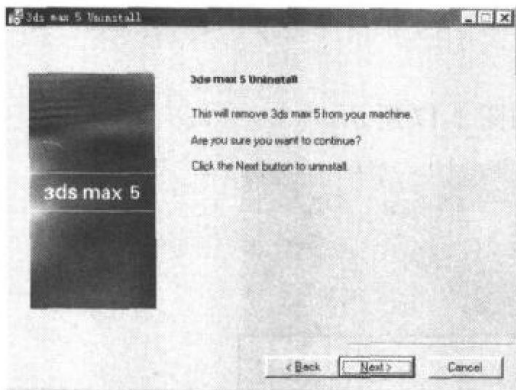 3ds max 5 Uninstall
3ds max 5 Uninstall
This will remove 3ds max 5 from your machine.
Are you sure you want to continue?
Click the Next button to uninstall.
3ds max 5
< Back
Next >
Cancel